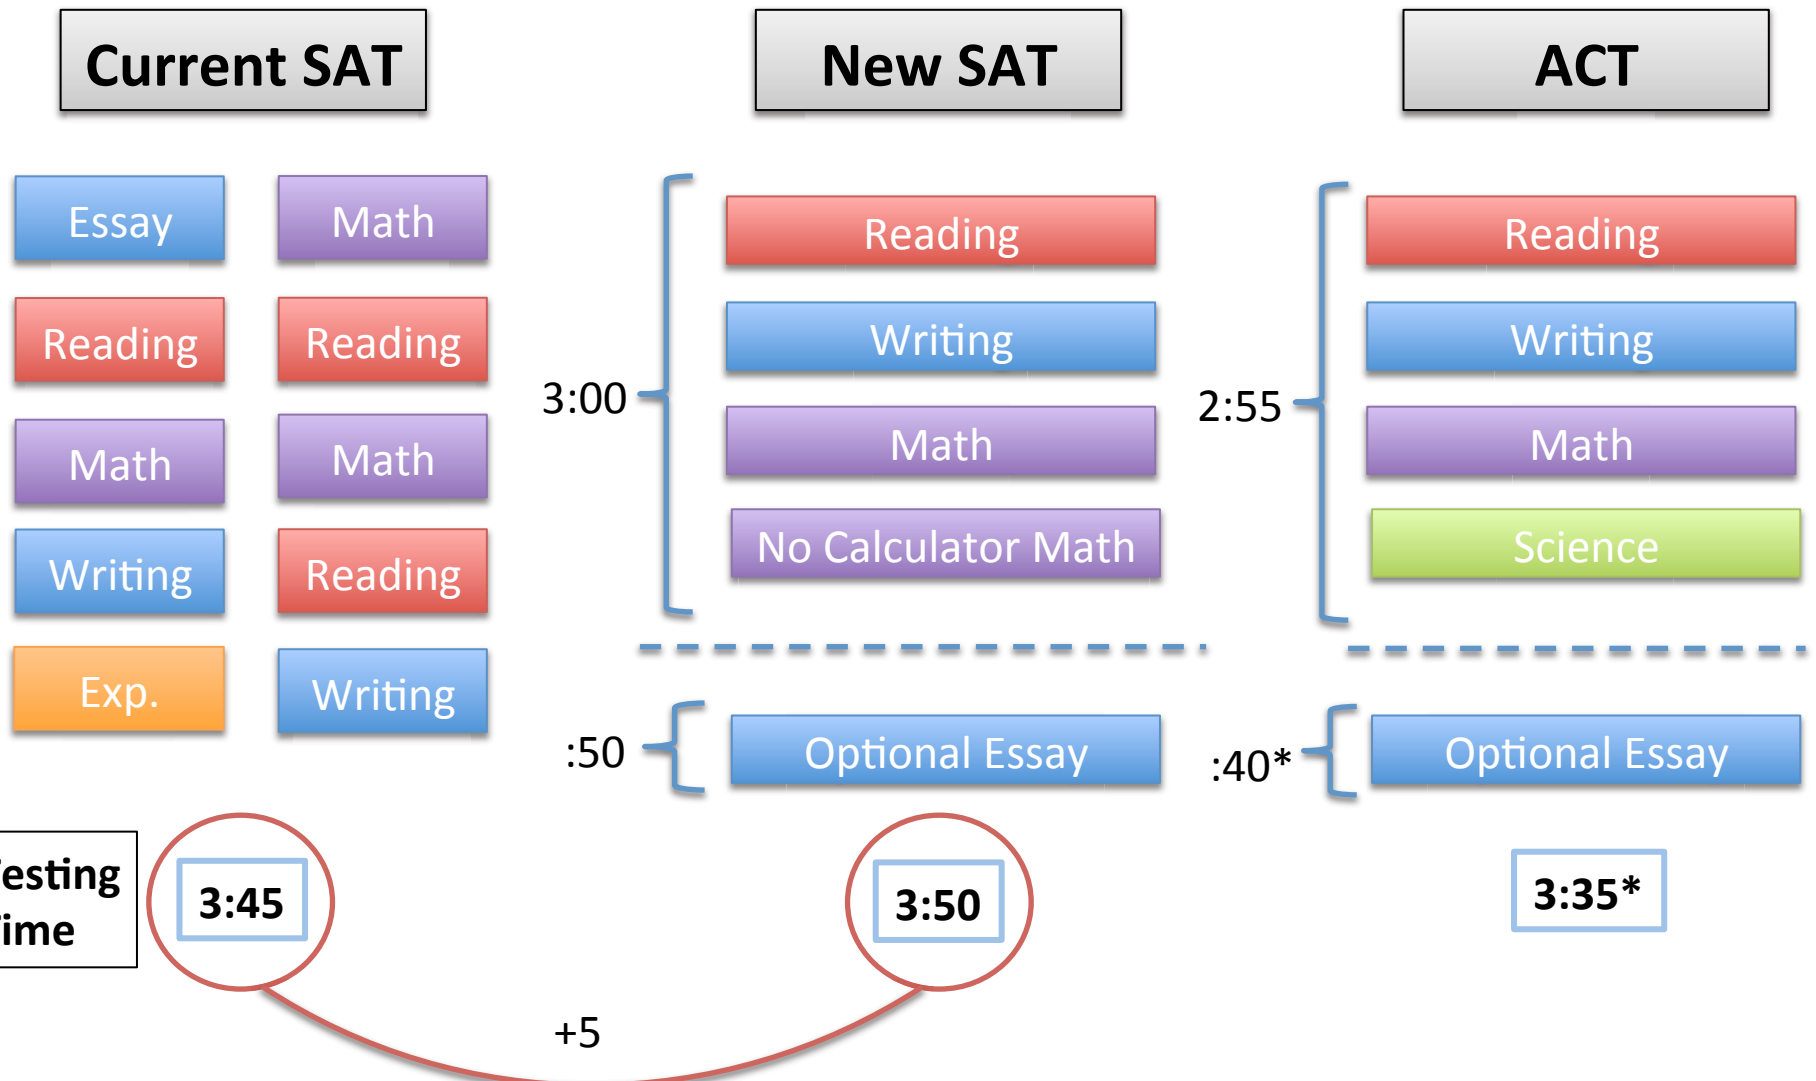 Current SAT
New SAT
ACT
Essay
Math
Reading
Reading
Math
Math
Writing
Reading
Exp.
Writing
3:00
Reading
Writing
Math
No Calculator Math
:50
Optional Essay
2:55
Reading
Writing
Math
Science
:40*
Optional Essay
esting
ime
3:45
3:50
3:35*
+5